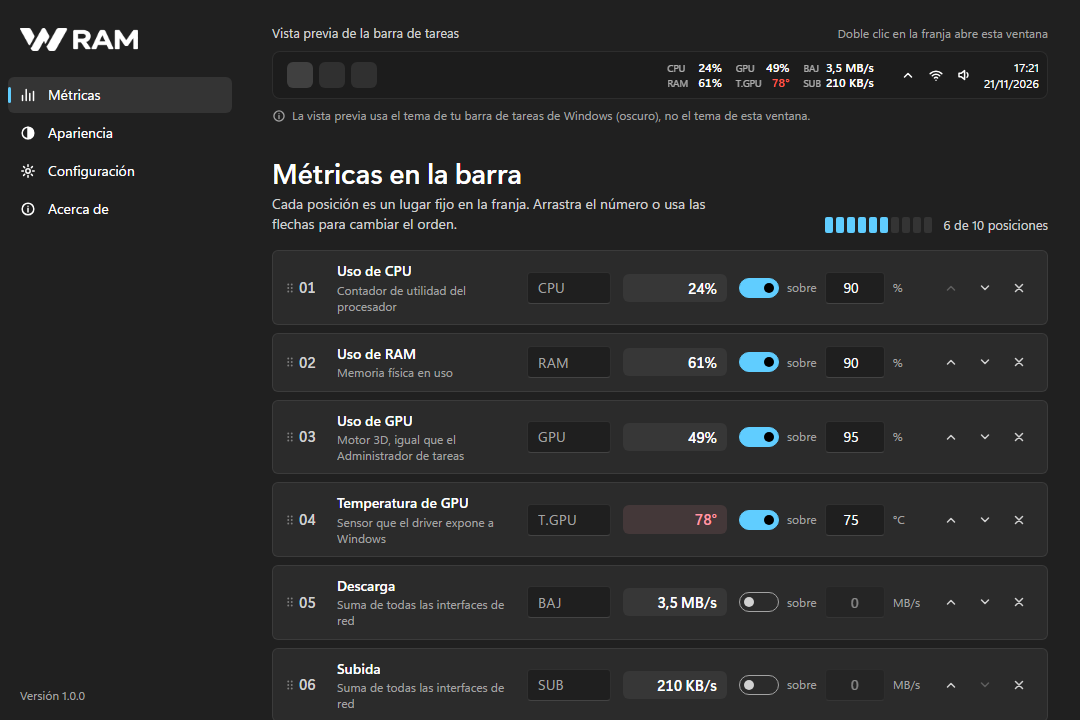 W RAM
Métricas
Apariencia
Configuración
Acerca de
Versión 1.0.0
Vista previa de la barra de tareas
Doble clic en la franja abre esta ventana
CPU 24% GPU 49% BAJ 3,5 MB/s
RAM 61% T.GPU 78° SUB 210 KB/s
17:21
21/11/2026
La vista previa usa el tema de tu barra de tareas de Windows (oscuro), no el tema de esta ventana.
Métricas en la barra
Cada posición es un lugar fijo en la franja. Arrastra el número o usa las
flechas para cambiar el orden.
6 de 10 posiciones
01
Uso de CPU
Contador de utilidad del
procesador
CPU 24% sobre 90 %
02
Uso de RAM
Memoria física en uso
RAM 61% sobre 90 %
03
Uso de GPU
Motor 3D, igual que el
Administrador de tareas
GPU 49% sobre 95 %
04
Temperatura de GPU
Sensor que el driver expone a
Windows
T.GPU 78° sobre 75 °C
05
Descarga
Suma de todas las interfaces de
red
BAJ 3,5 MB/s sobre 0 MB/s
06
Subida
Suma de todas las interfaces de
red
SUB 210 KB/s sobre 0 MB/s